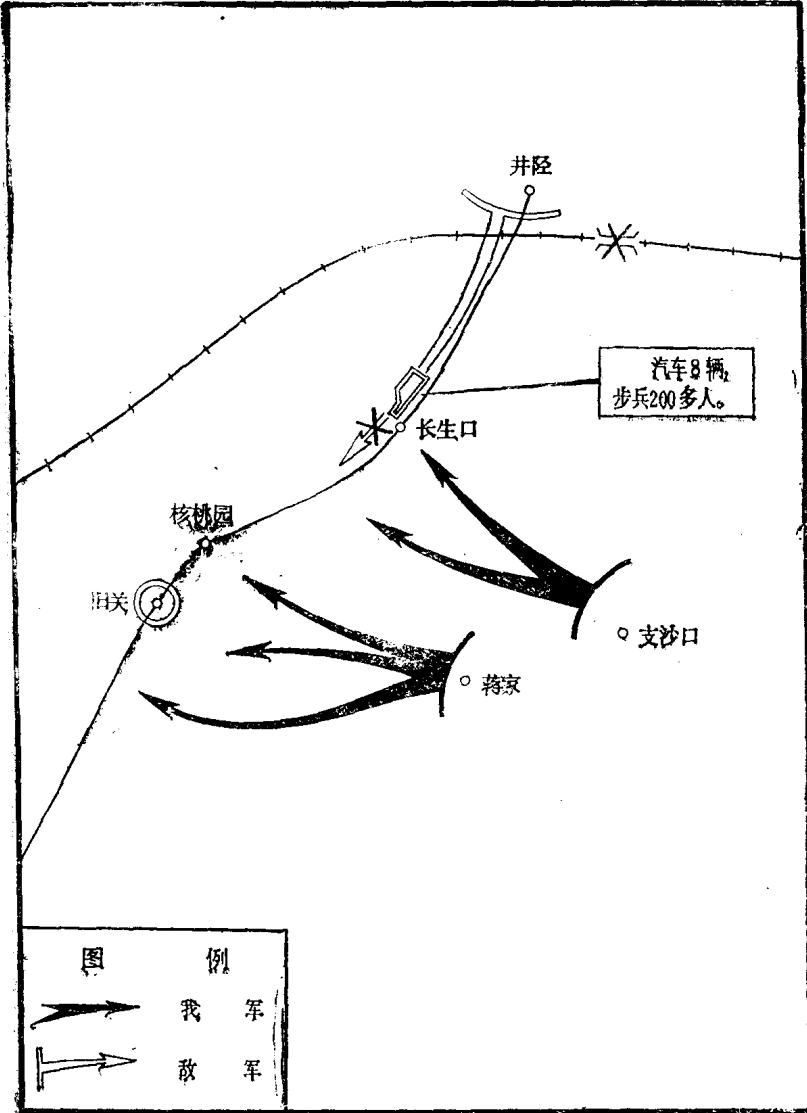 井陉
汽车8辆,
步兵200多人。
长生口
核桃园
旧关
支沙口
蒋家
图 例
我 军
敌 军